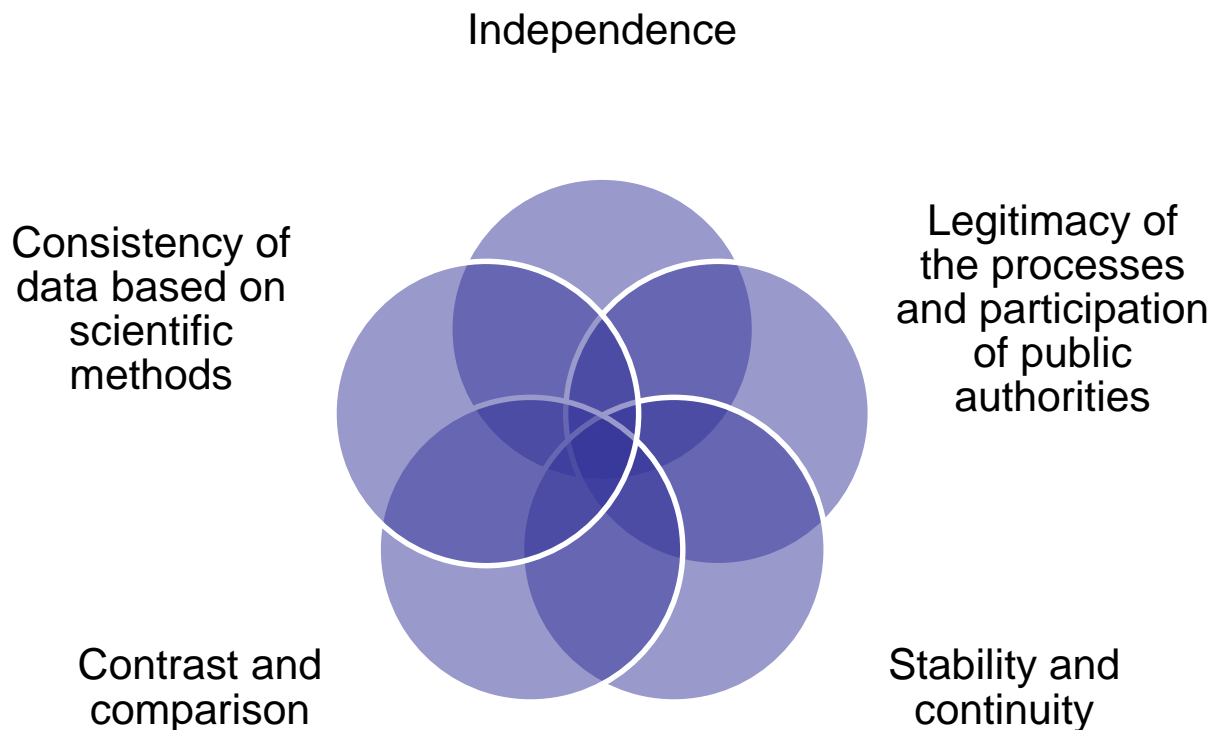 Independence
Consistency of
data based on
scientific
methods
Legitimacy of
the processes
and participation
of public
authorities
Contrast and
comparison
Stability and
continuity